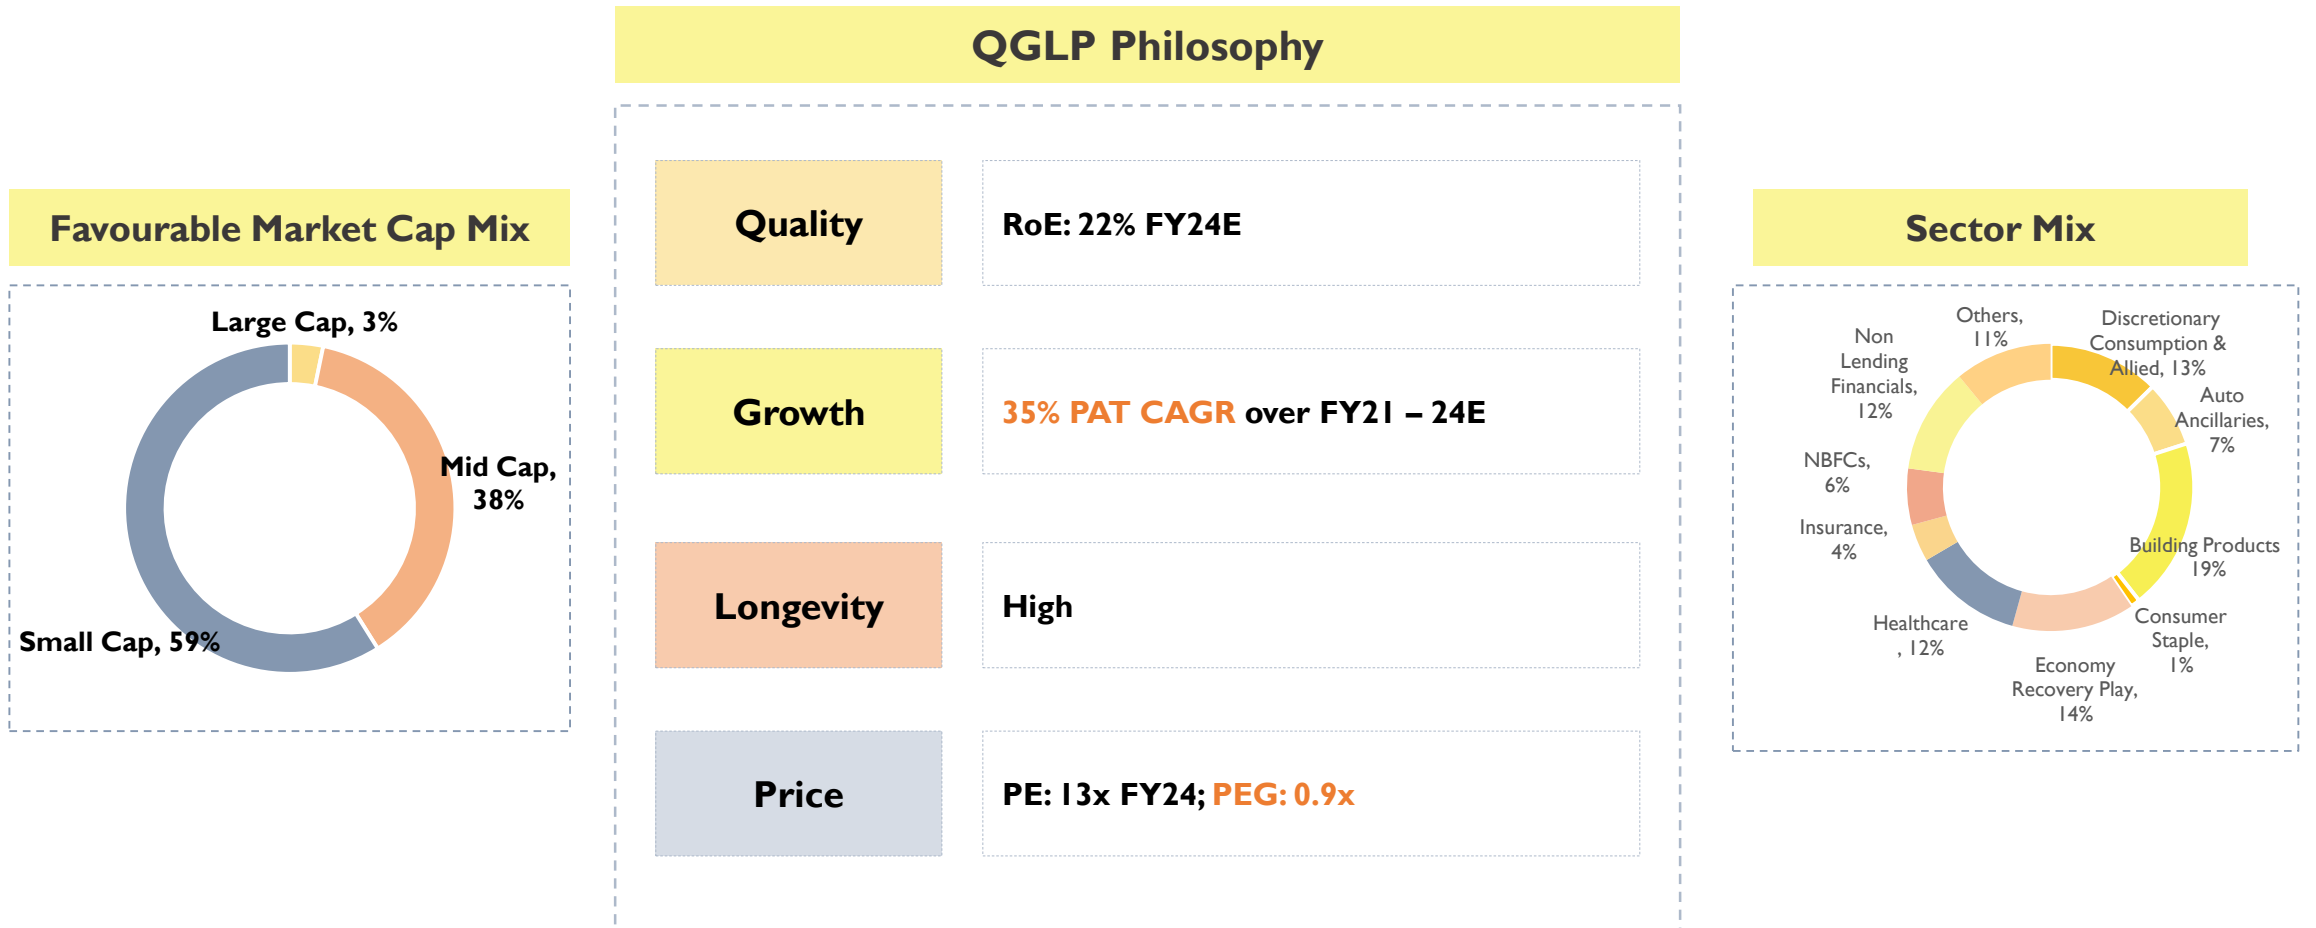 QGLP Philosophy
Favourable Market Cap Mix
Large Cap, 3%
Mid Cap,
38%
Small Cap, 59%
Quality
RoE: 22% FY24E
Growth
35% PAT CAGR over FY21 – 24E
Longevity
High
Price
PE: 13x FY24; PEG: 0.9x
Sector Mix
Discretionary
Consumption &
Allied, 13%
Auto
Ancillaries,
7%
Building Products
19%
Consumer
Staple,
1%
Economy
Recovery Play,
14%
Healthcare
, 12%
Insurance,
4%
NBFCs,
6%
Non
Lending
Financials,
12%
Others,
11%